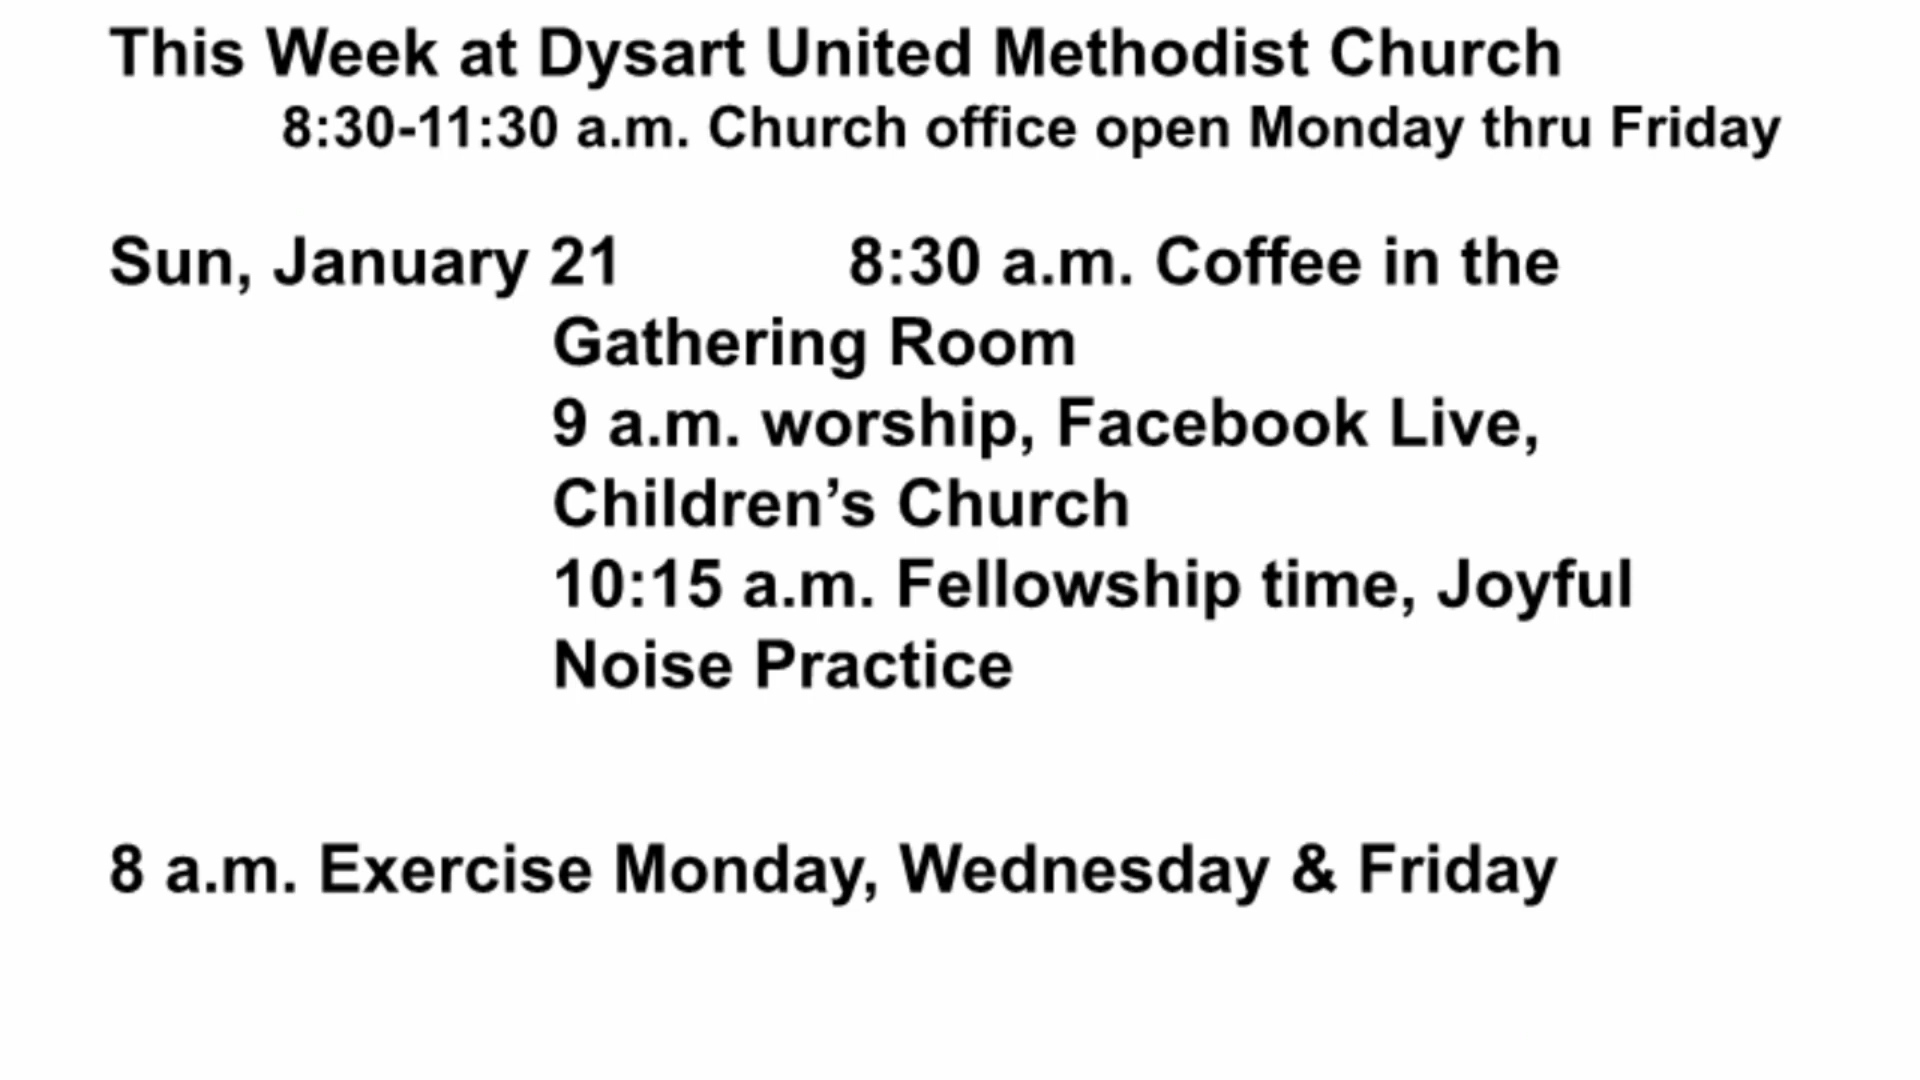 This Week at Dysart United Methodist Church
8:30-11:30 a.m. Church office open Monday thru Friday
Sun, January 21 8:30 a.m. Coffee in the
Gathering Room
9 a.m. worship, Facebook Live,
Children’s Church
10:15 a.m. Fellowship time, Joyful
Noise Practice
8 a.m. Exercise Monday, Wednesday & Friday